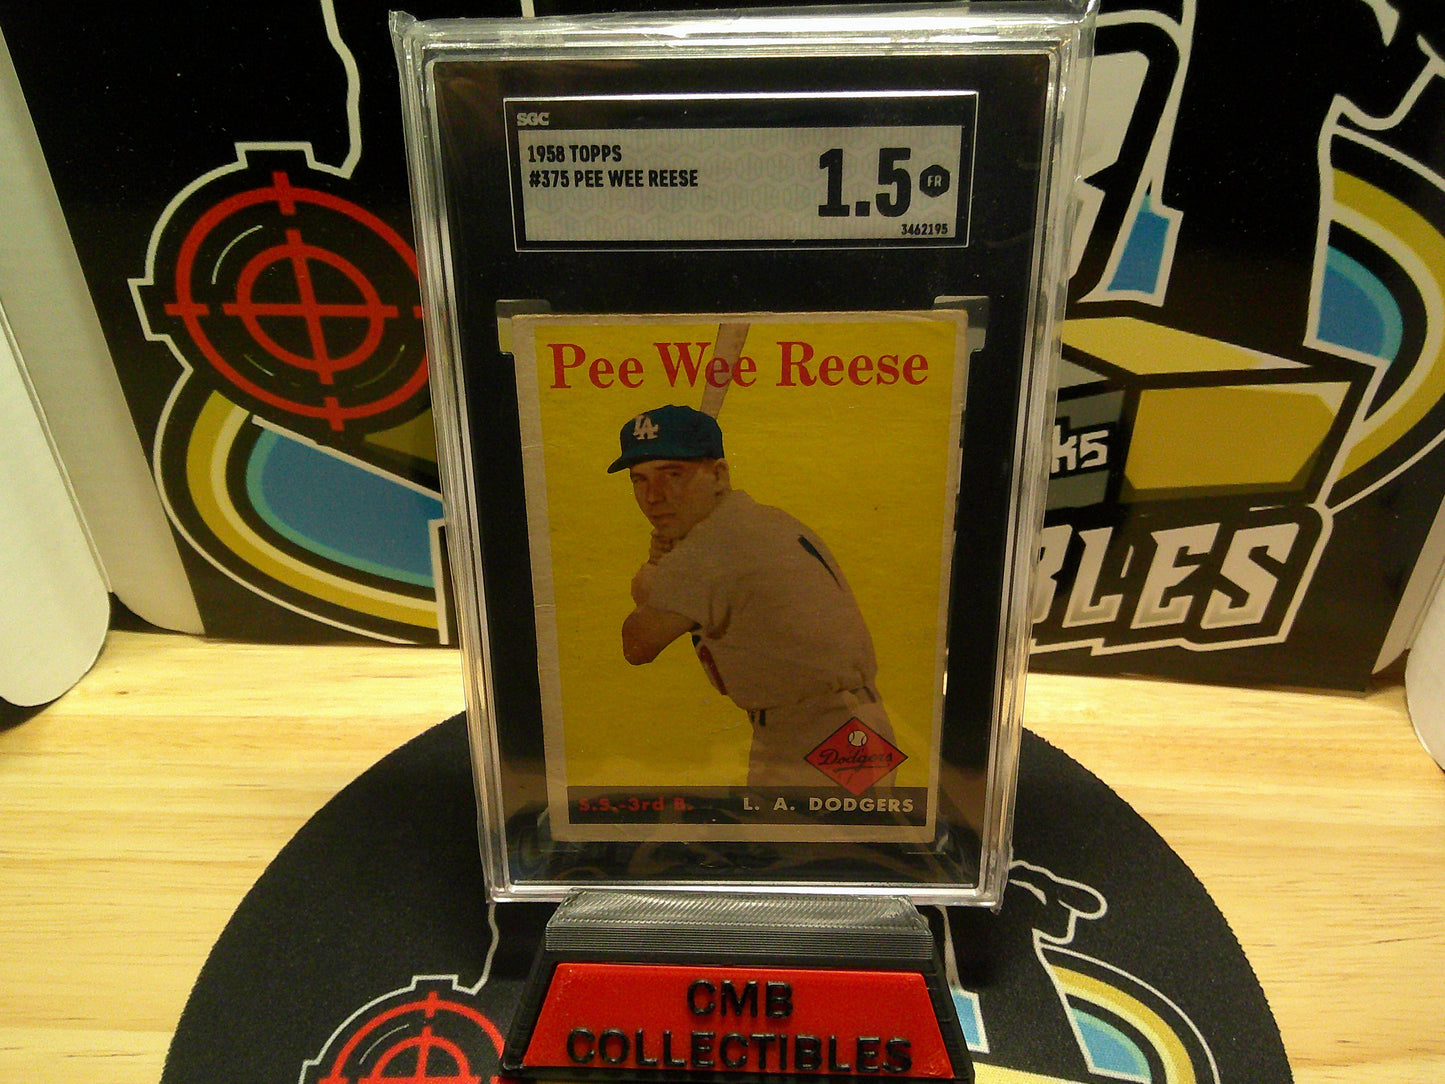 SGC
1958 TOPPS
#375 PEE WEE REESE
1.5 FR
3462195
Pee Wee Reese
LA
1
Dodgers
S.S.-3rd B. L. A. DODGERS
CMB
COLLECTIBLES